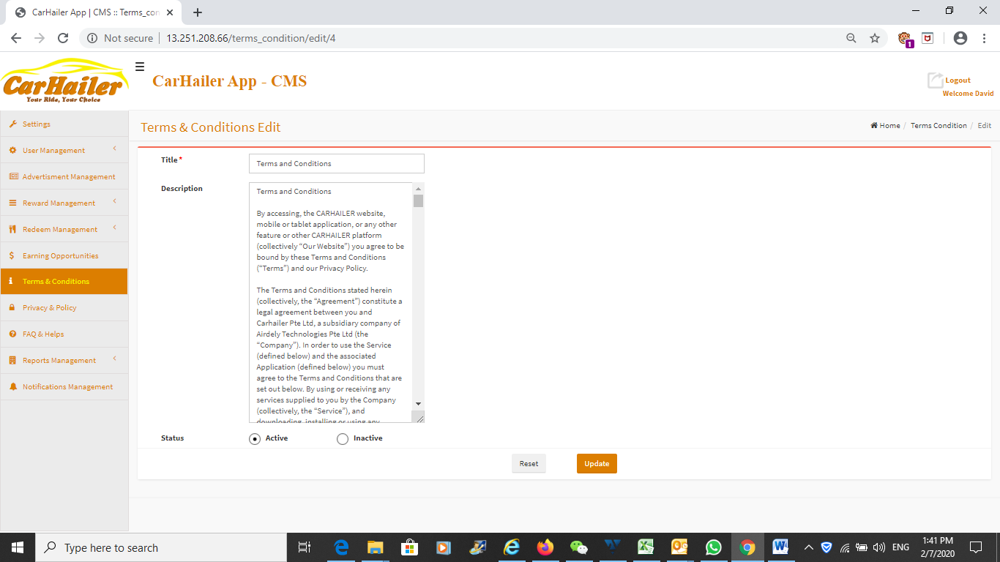 CarHailer App | CMS :: Terms_con
Not secure
13.251.208.66/terms_condition/edit/4
1
CarHailer
Your Ride, Your Choice
CarHailer App - CMS
Logout
Welcome David
Settings
User Management
Advertisment Management
Reward Management
Redeem Management
Earning Opportunities
Terms & Conditions
Privacy & Policy
FAQ & Helps
Reports Management
Notifications Management
Terms & Conditions Edit
Home / Terms Condition / Edit
Title *
Terms and Conditions
Description
Terms and Conditions
By accessing, the CARHAILER website,
mobile or tablet application, or any other
feature or other CARHAILER platform
(collectively “Our Website”) you agree to be
bound by these Terms and Conditions
(“Terms”) and our Privacy Policy.
The Terms and Conditions stated herein
(collectively, the “Agreement”) constitute a
legal agreement between you and
Carhailer Pte Ltd, a subsidiary company of
Airdely Technologies Pte Ltd (the
“Company”). In order to use the Service
(defined below) and the associated
Application (defined below) you must
agree to the Terms and Conditions that are
set out below. By using or receiving any
services supplied to you by the Company
(collectively, the “Service”), and
downloading, installing or using any
Status
Active
Inactive
Reset
Update
Type here to search
ENG
1:41 PM
2/7/2020